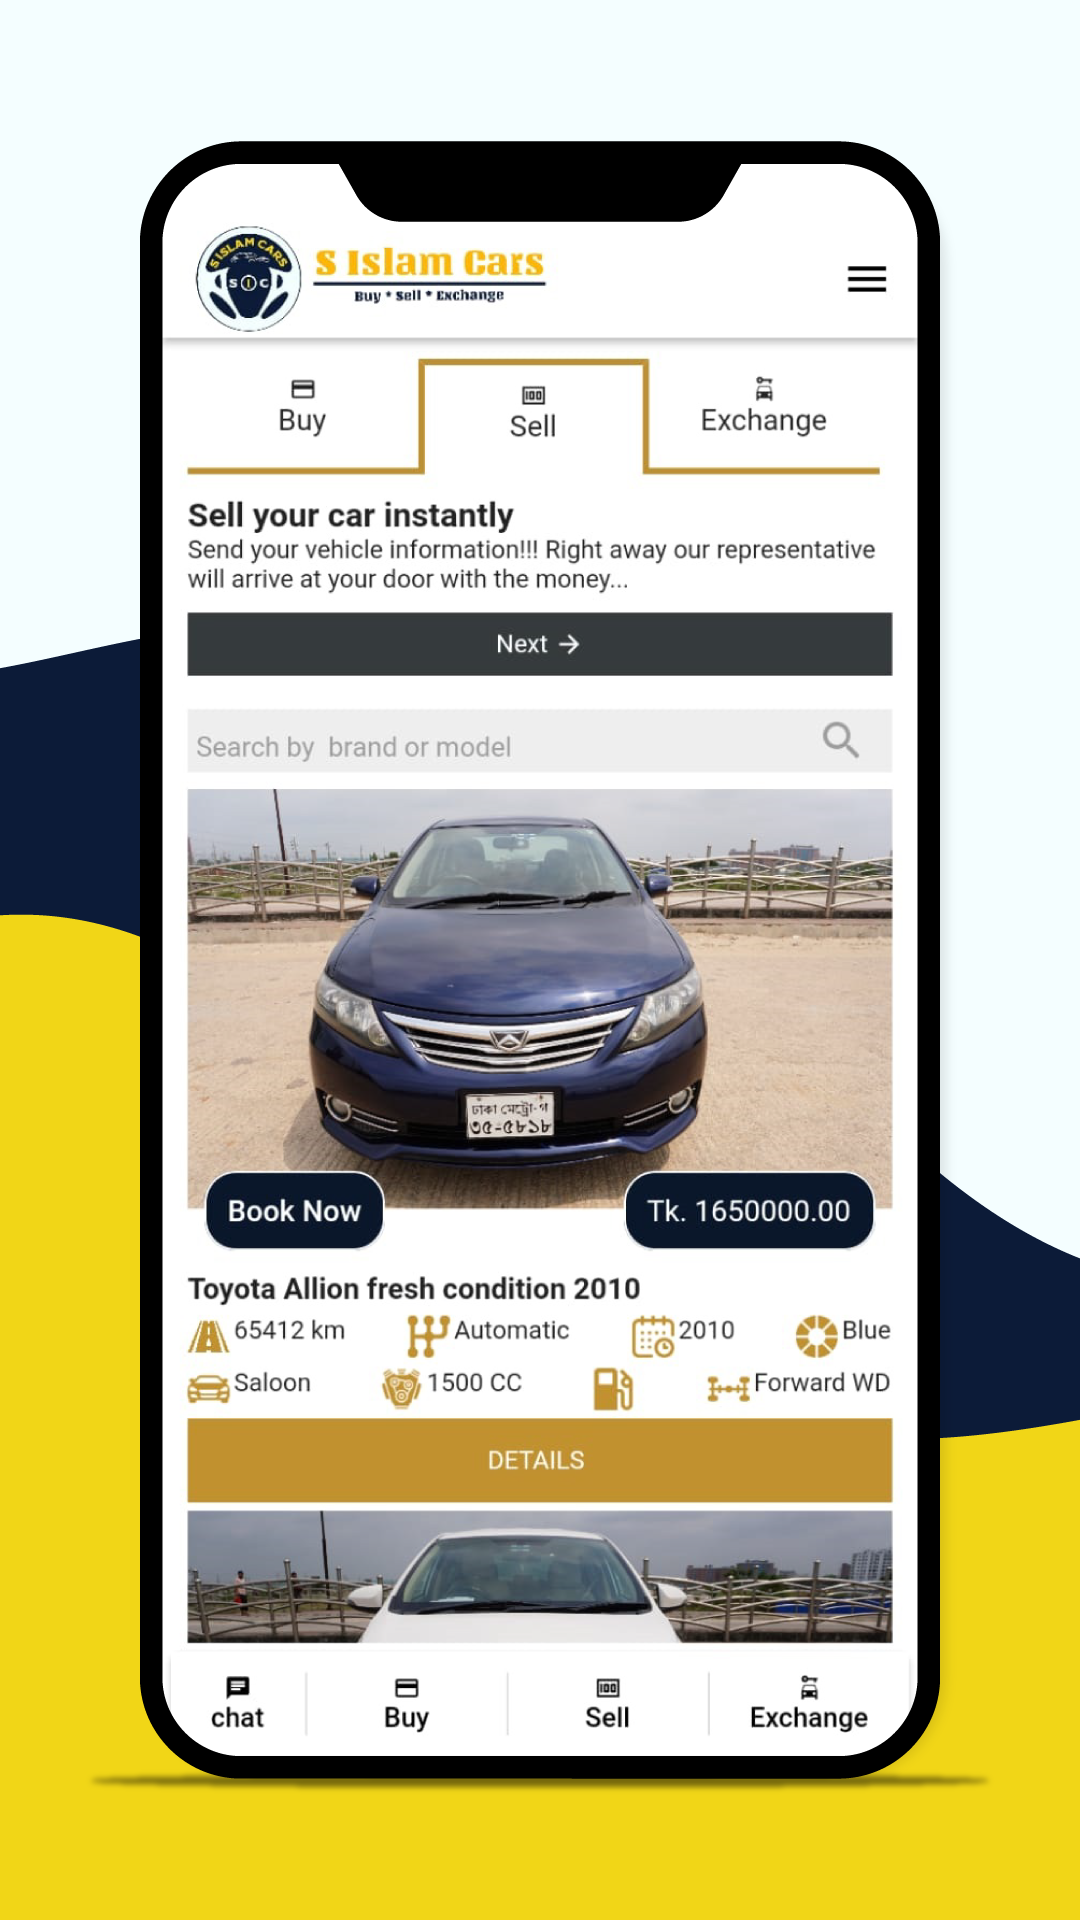 S ISLAM CARS
S I C
S Islam Cars
Buy * Sell * Exchange
Buy
Sell
Exchange
Sell your car instantly
Send your vehicle information!!! Right away our representative
will arrive at your door with the money...
Next →
Search by brand or model
ঢাকা মেট্রো-গ
৩৫-৫৮১৮
Book Now
Tk. 1650000.00
Toyota Allion fresh condition 2010
65412 km
Automatic
2010
Blue
Saloon
1500 CC
Forward WD
DETAILS
chat
Buy
Sell
Exchange